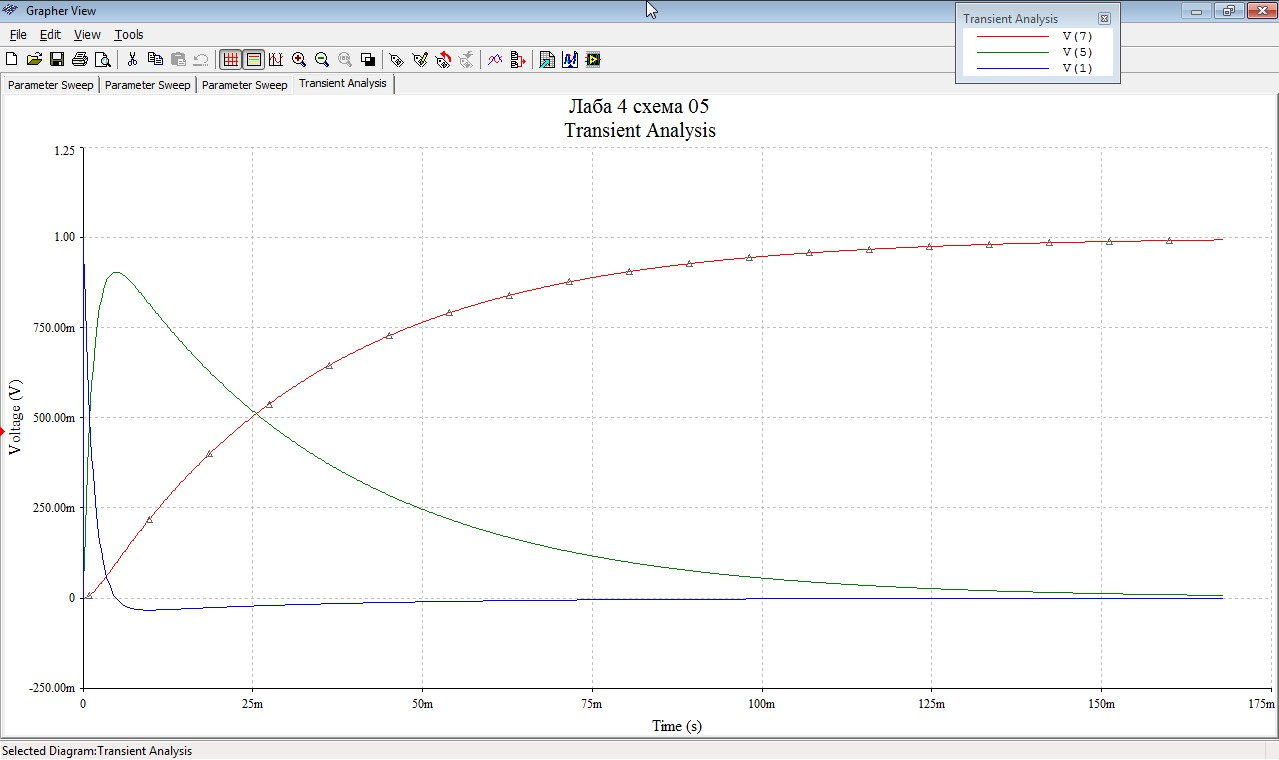 Grapher View
File Edit View Tools
Parameter Sweep Parameter Sweep Parameter Sweep Transient Analysis
Transient Analysis
V(7)
V(5)
V(1)
Лаба 4 схема 05
Transient Analysis
1.25
1.00
750.00m
500.00m
250.00m
0
-250.00m
Voltage (V)
0 25m 50m 75m 100m 125m 150m 175m
Time (s)
Selected Diagram:Transient Analysis